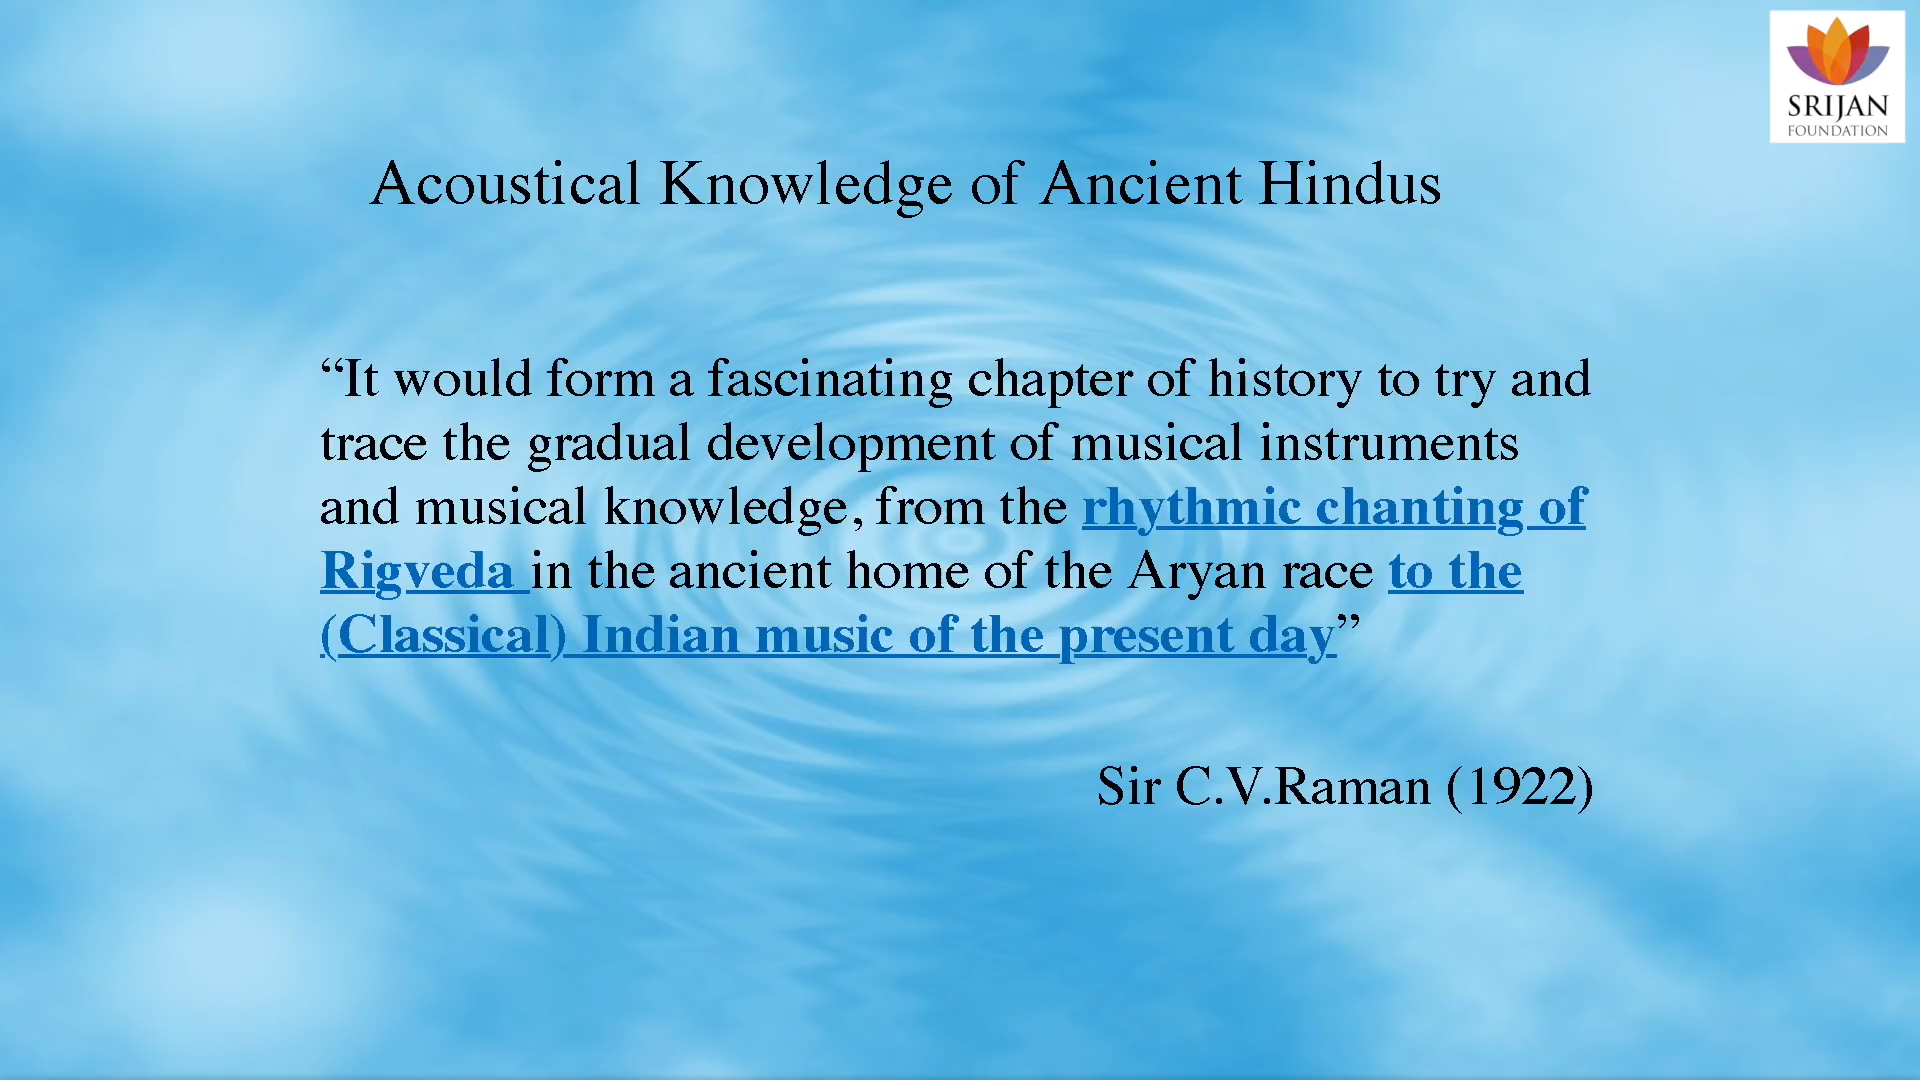 SRIJAN
FOUNDATION
Acoustical Knowledge of Ancient Hindus
“It would form a fascinating chapter of history to try and
trace the gradual development of musical instruments
and musical knowledge, from the rhythmic chanting of
Rigveda in the ancient home of the Aryan race to the
(Classical) Indian music of the present day”
Sir C.V.Raman (1922)